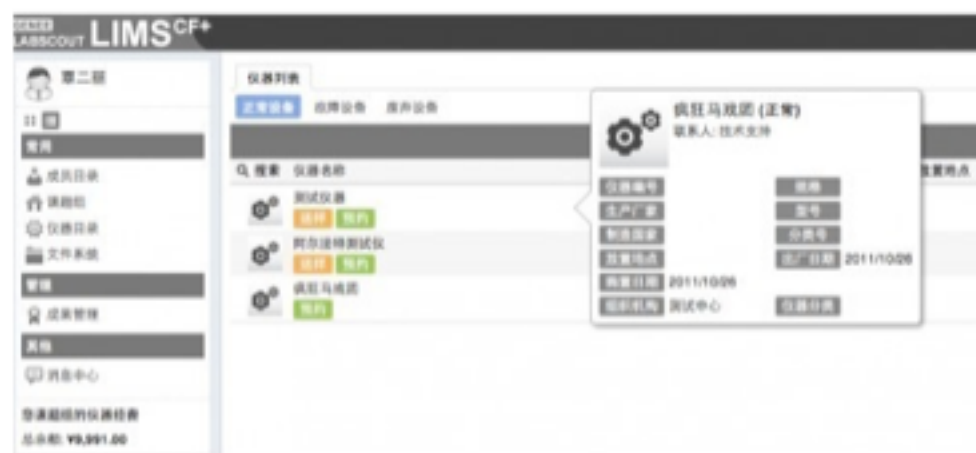 LABSCOUT LIMS CF+
仪器列表
正常设备 故障设备 废弃设备
常用
成员目录
课题组
仪器目录
文件系统
管理
成果管理
其他
消息中心
您课题组的仪器经费
总余额: ¥9,991.00
搜索 仪器名称 放置地点
测试仪器
送样 预约
阿尔法特测试仪
送样 预约
疯狂马戏团
预约
疯狂马戏团 (正常)
联系人: 技术支持
仪器编号 规格
生产厂家 型号
制造国家 分类号
放置地点 出厂日期 2011/10/26
购置日期 2011/10/26
组织机构 测试中心 仪器分类